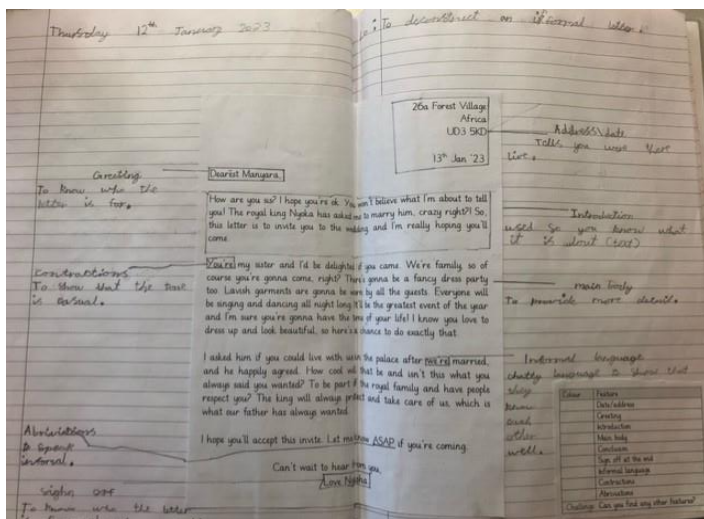 Thursday 12th January 2023
: To deconstruct an informal letter.
26a Forest Village
Africa
UD3 5KD
13th Jan '23
Address\date
Tells you were they
live.
Greeting
To know who the
letter is for.
Dearest Manyara,
How are you sis? I hope you're ok. You won't believe what I'm about to tell
you! The royal king Nyoka has asked me to marry him, crazy right?! So,
this letter is to invite you to the wedding and I'm really hoping you'll
come.
Introduction
used so you know what
it is about (text)
Contractions
To show that the tone
is casual.
You're my sister and I'd be delighted if you came. We're family, so of
course you're gonna come, right? There's gonna be a fancy dress party
too. Lavish garments are gonna be worn by all the guests. Everyone will
be singing and dancing all night long. It'll be the greatest event of the year
and I'm sure you're gonna have the time of your life! I know you love to
dress up and look beautiful, so here's a chance to do exactly that.
main body
To provide more detail.
I asked him if you could live with us in the palace after we're married,
and he happily agreed. How cool will that be and isn't this what you
always said you wanted? To be part of the royal family and have people
respect you? The king will always protect and take care of us, which is
what our father has always wanted.
Informal language
chatty language to show that
they
know
each
other
well.
Abriviations
informal.
I hope you'll accept this invite. Let me know ASAP if you're coming.
Can't wait to hear from you,
Love Nyasha
off
To know who the letter
Colour Feature
Date/address
Greeting
Introduction
Main body
Conclusion
Sign off at the end
Informal language
Contractions
Abriviations
Challenge: Can you find any other features?